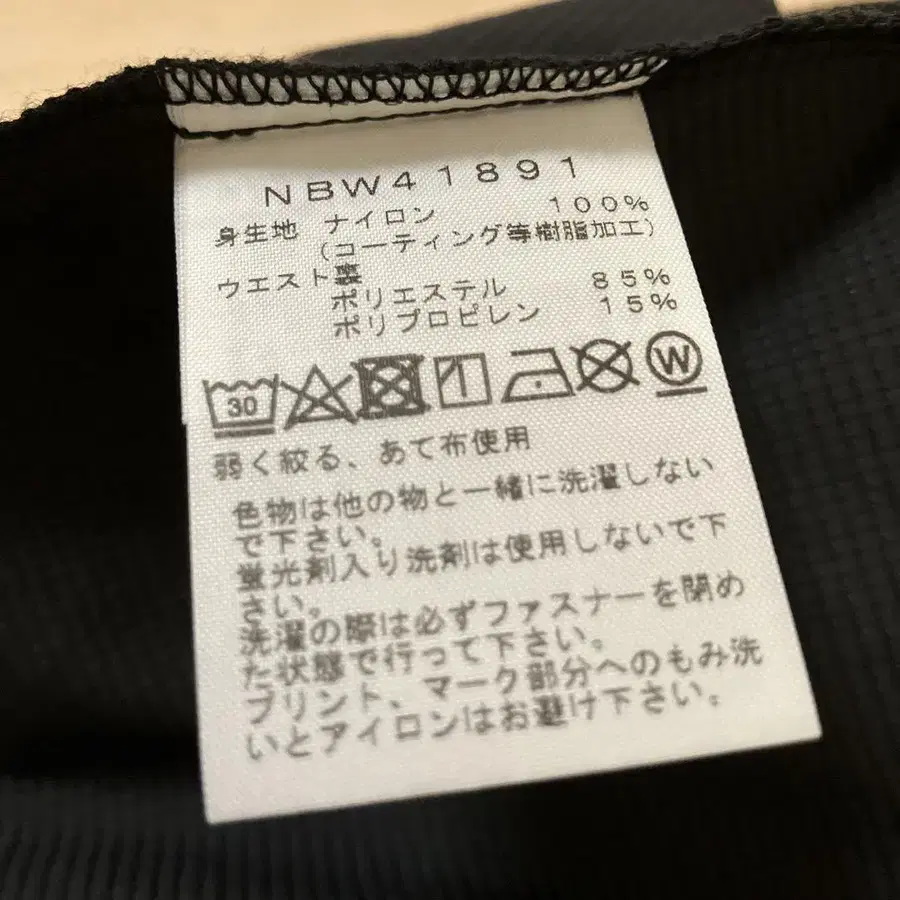 NBW41891
身生地 ナイロン 100%
(コーティング等樹脂加工)
ウエスト裏
ポリエステル 85%
ポリプロピレン 15%
30 W
弱く絞る、あて布使用
色物は他の物と一緒に洗濯しない
で下さい。
蛍光剤入り洗剤は使用しないで下
さい。
洗濯の際は必ずファスナーを閉め
た状態で行って下さい。
プリント、マーク部分へのもみ洗
いとアイロンはお避け下さい。